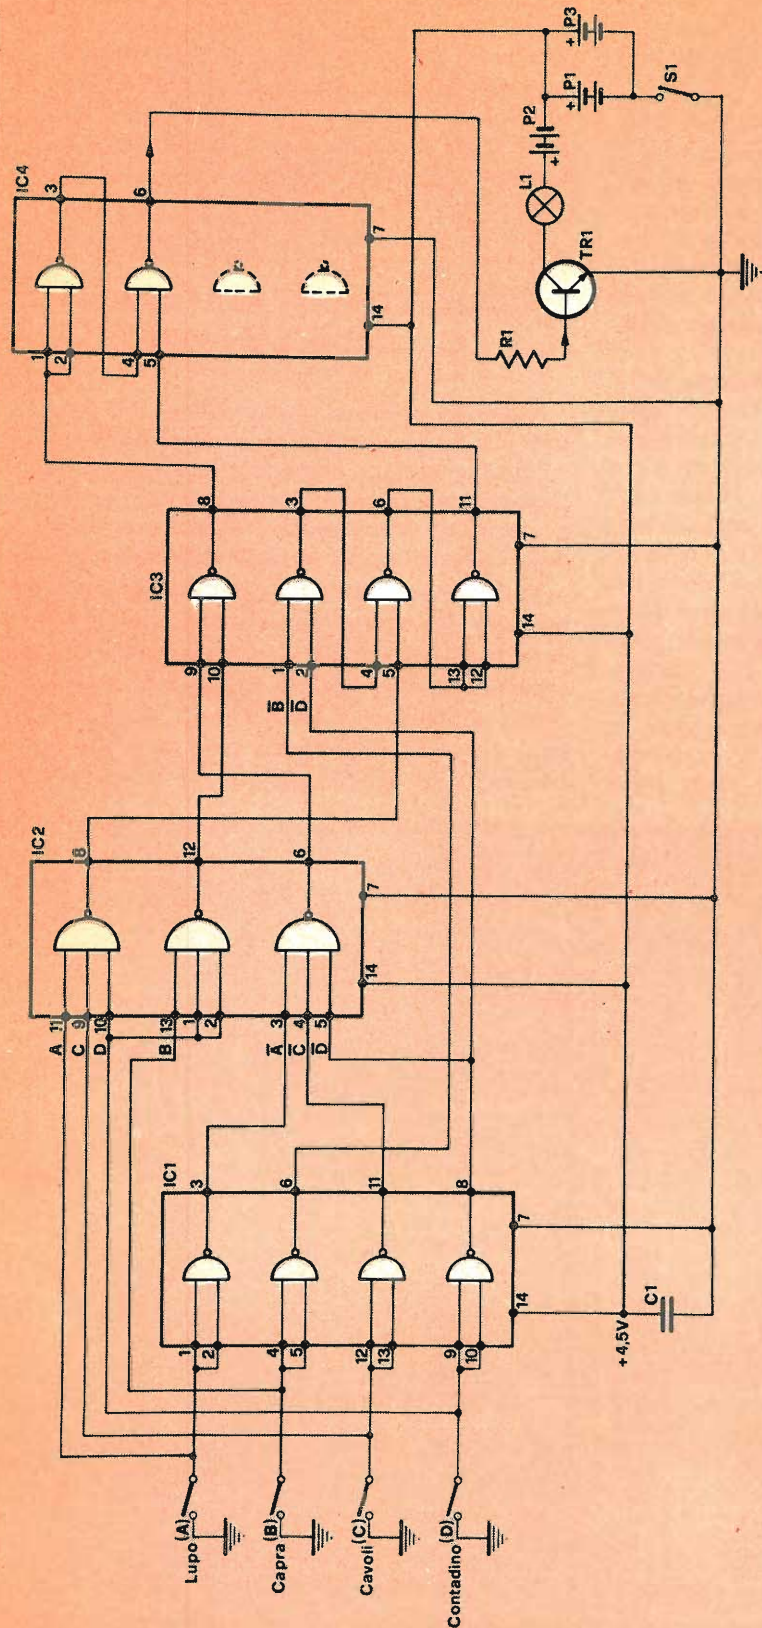 Lupo (A)
Capra (B)
Cavoli (C)
Contadino (D)
IC1
1
2
4
5
12
13
9
10
3
6
11
8
14
7
+4,5V
C1
IC2
A 11
C 9
D 10
B 13
1
2
A̅ 3
C̅ 4
D̅ 5
8
12
6
14
7
IC3
9
10
B̅ 1
D̅ 2
4
5
13
12
8
3
6
11
14
7
IC4
1
2
4
5
3
6
14
7
R1
TR1
L1
+ P2
+ P1
+ P3
S1